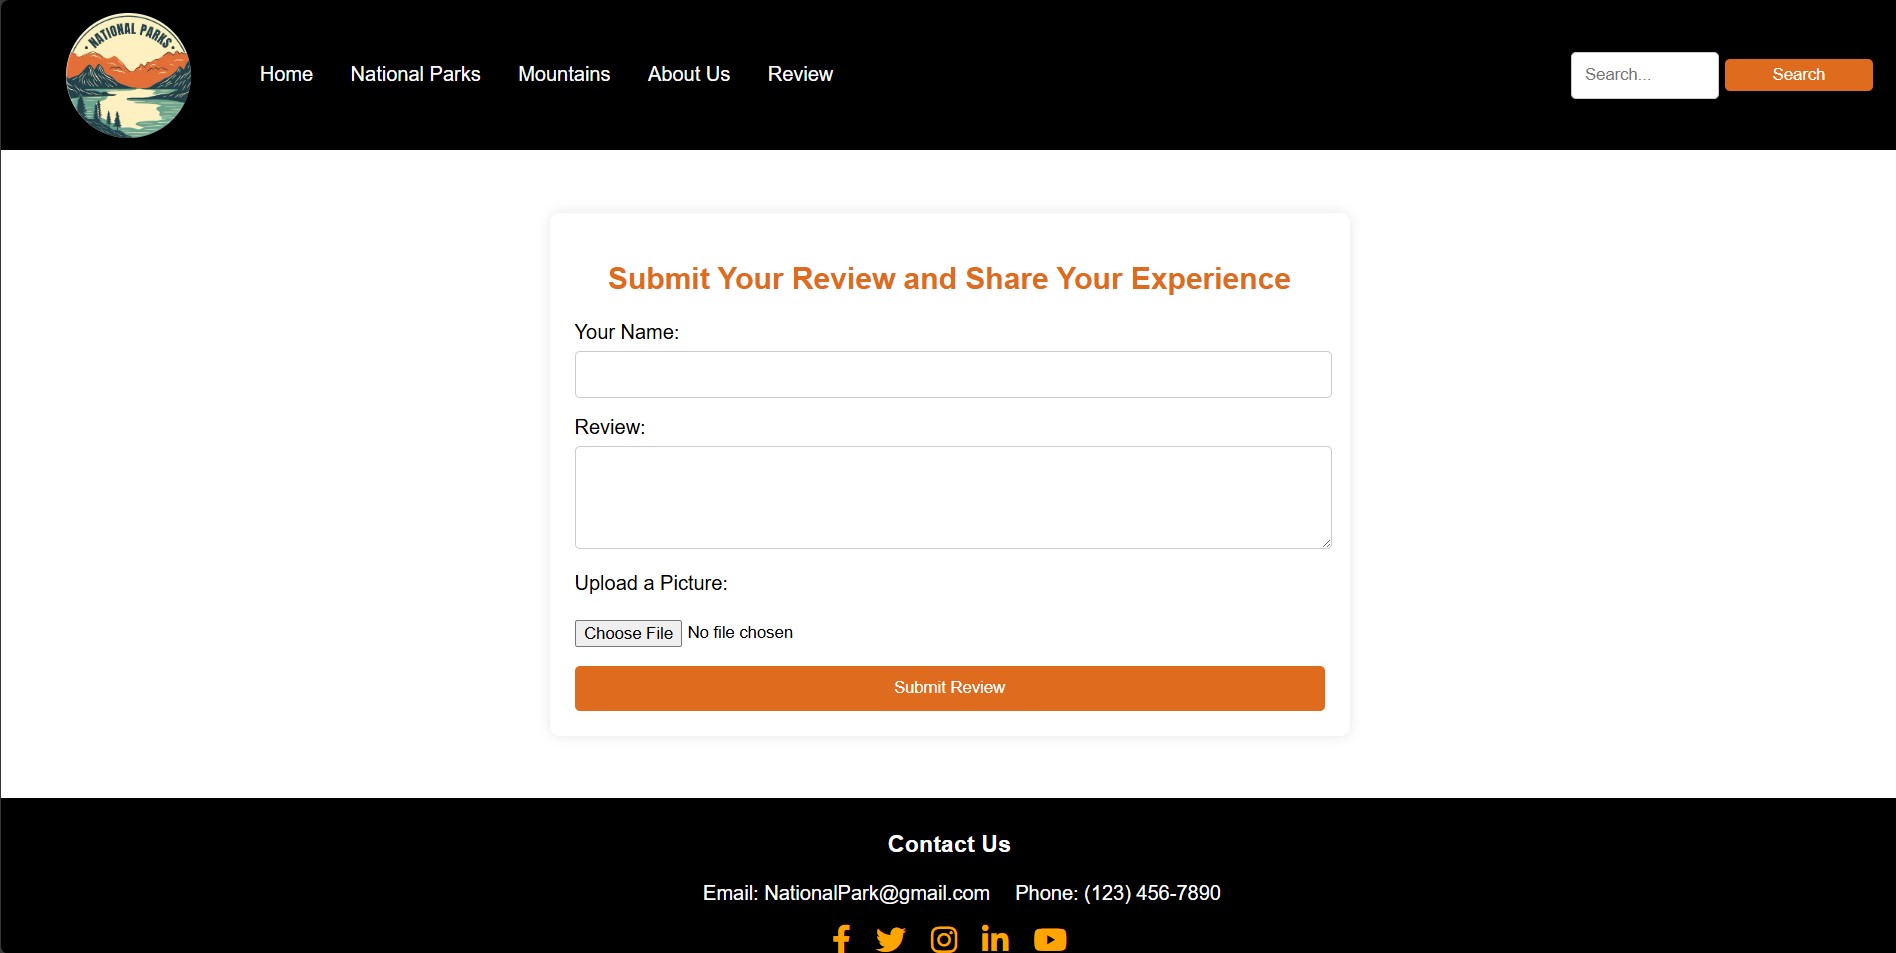 NATIONAL PARKS
Home National Parks Mountains About Us Review
Search... Search
Submit Your Review and Share Your Experience
Your Name:
Review:
Upload a Picture:
Choose File No file chosen
Submit Review
Contact Us
Email: NationalPark@gmail.com Phone: (123) 456-7890